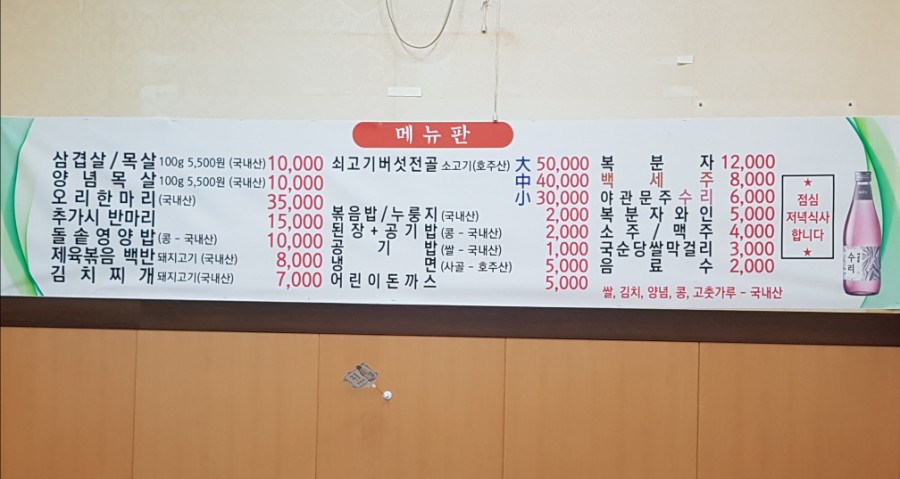 메뉴판
삼겹살/목살 100g 5,500원 (국내산) 10,000
양념목살 100g 5,500원 (국내산) 10,000
오리한마리 (국내산) 35,000
추가시 반마리 15,000
돌솥영양밥 (콩 - 국내산) 10,000
제육볶음 백반 돼지고기(국내산) 8,000
김치찌개 돼지고기(국내산) 7,000
쇠고기버섯전골 소고기(호주산) 大 50,000
中 40,000
小 30,000
볶음밥/누룽지 (국내산) 2,000
된장+공기밥 (콩 - 국내산) 2,000
공기밥 (쌀 - 국내산) 1,000
냉면 (사골 - 호주산) 5,000
어린이돈까스 5,000
복분자 12,000
백세주 8,000
야관문주수리 6,000
복분자와인 5,000
소주/맥주 4,000
국순당쌀막걸리 3,000
음료수 2,000
쌀, 김치, 양념, 콩, 고춧가루 - 국내산
★
점심
저녁식사
합니다
★
수리